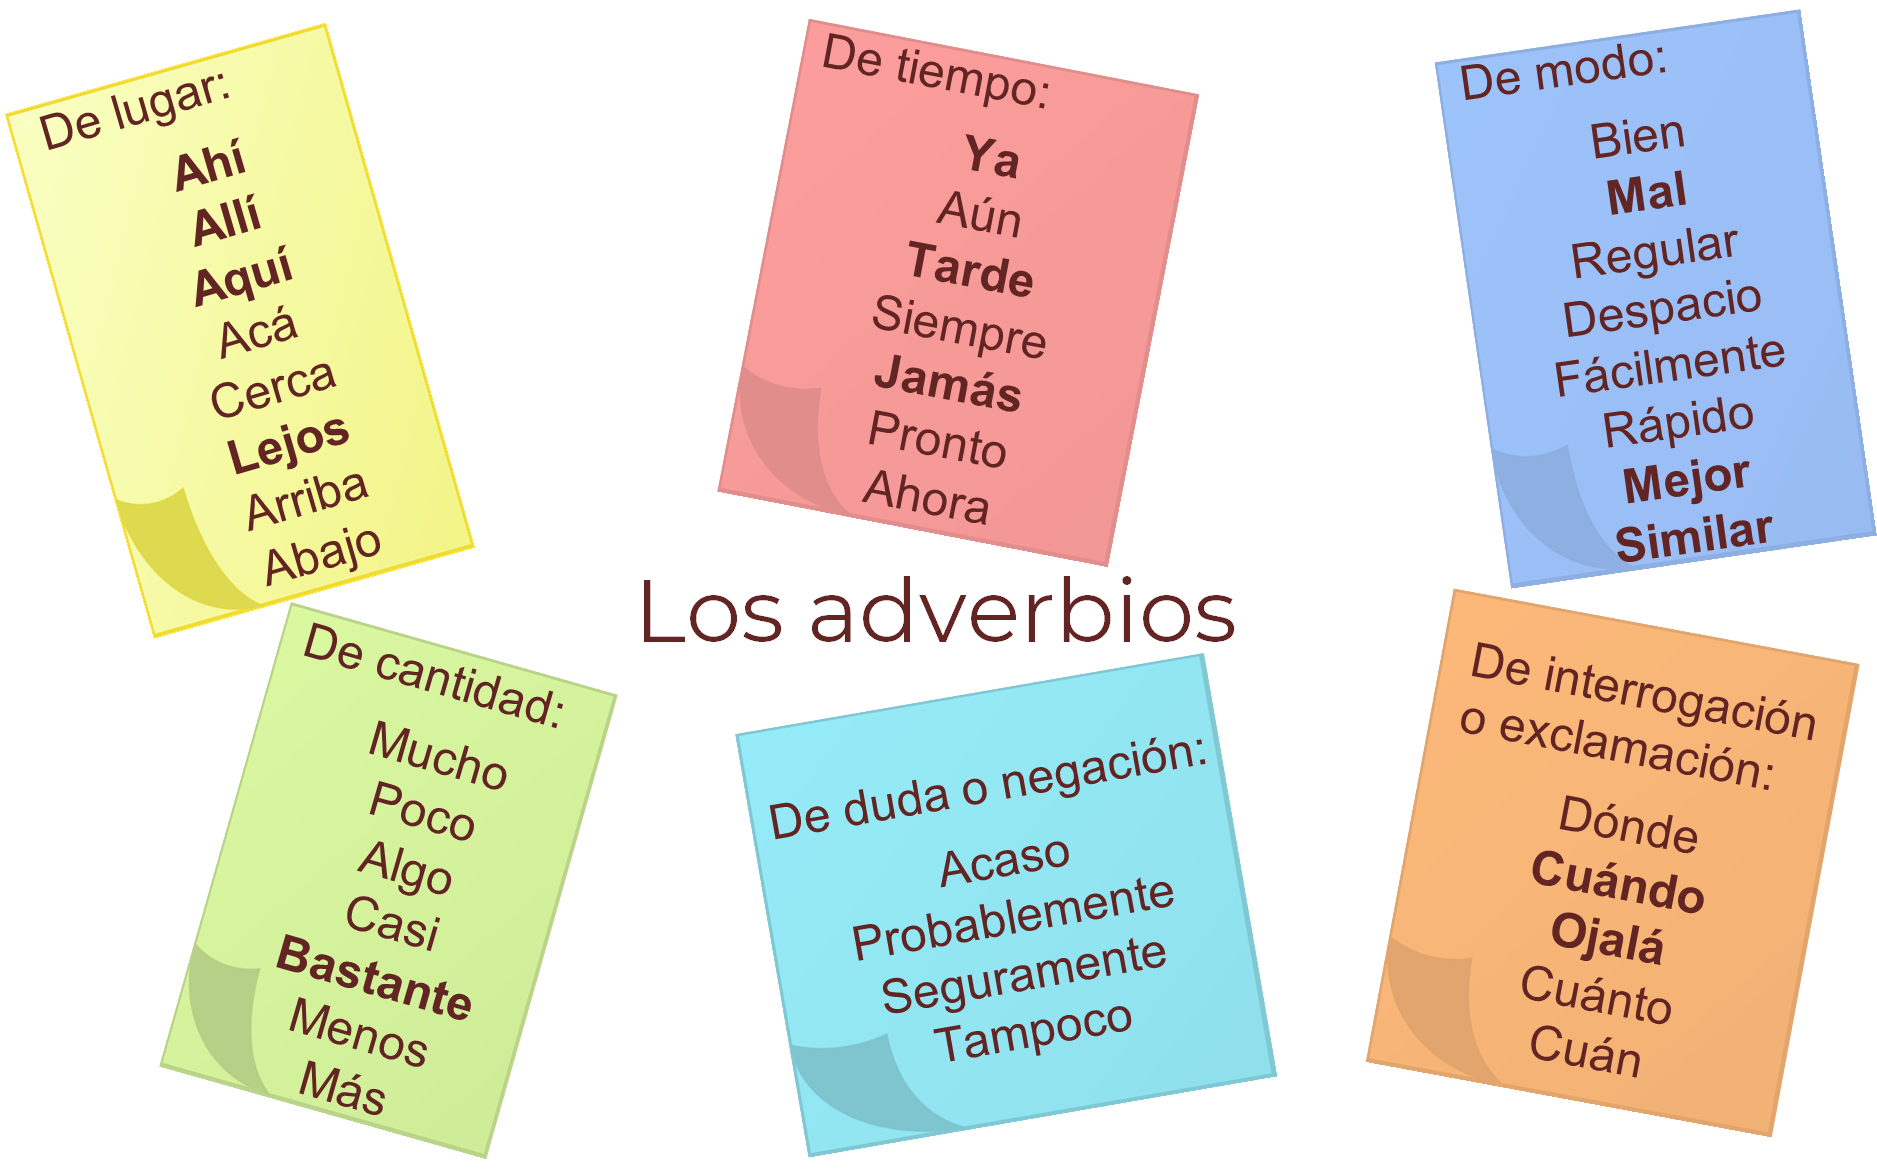 De lugar:
Ahí
Allí
Aquí
Acá
Cerca
Lejos
Arriba
Abajo
De tiempo:
Ya
Aún
Tarde
Siempre
Jamás
Pronto
Ahora
De modo:
Bien
Mal
Regular
Despacio
Fácilmente
Rápido
Mejor
Similar
Los adverbios
De cantidad:
Mucho
Poco
Algo
Casi
Bastante
Menos
Más
De duda o negación:
Acaso
Probablemente
Seguramente
Tampoco
De interrogación
o exclamación:
Dónde
Cuándo
Ojalá
Cuánto
Cuán